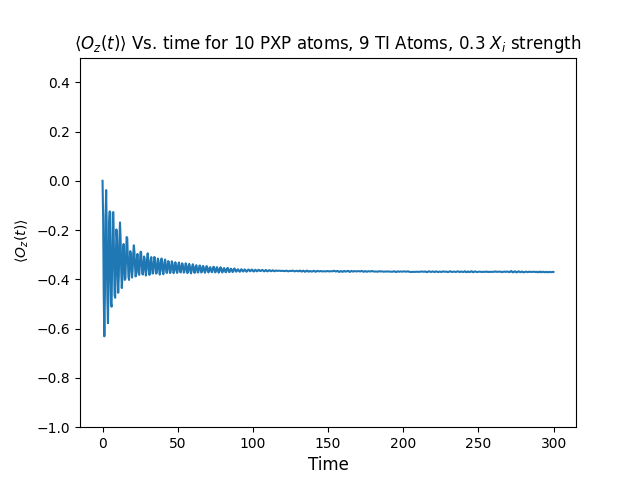 ⟨O_z(t)⟩ Vs. time for 10 PXP atoms, 9 TI Atoms, 0.3 X_i strength
0.4
0.2
0.0
−0.2
−0.4
−0.6
−0.8
−1.0
⟨O_z(t)⟩
0 50 100 150 200 250 300
Time